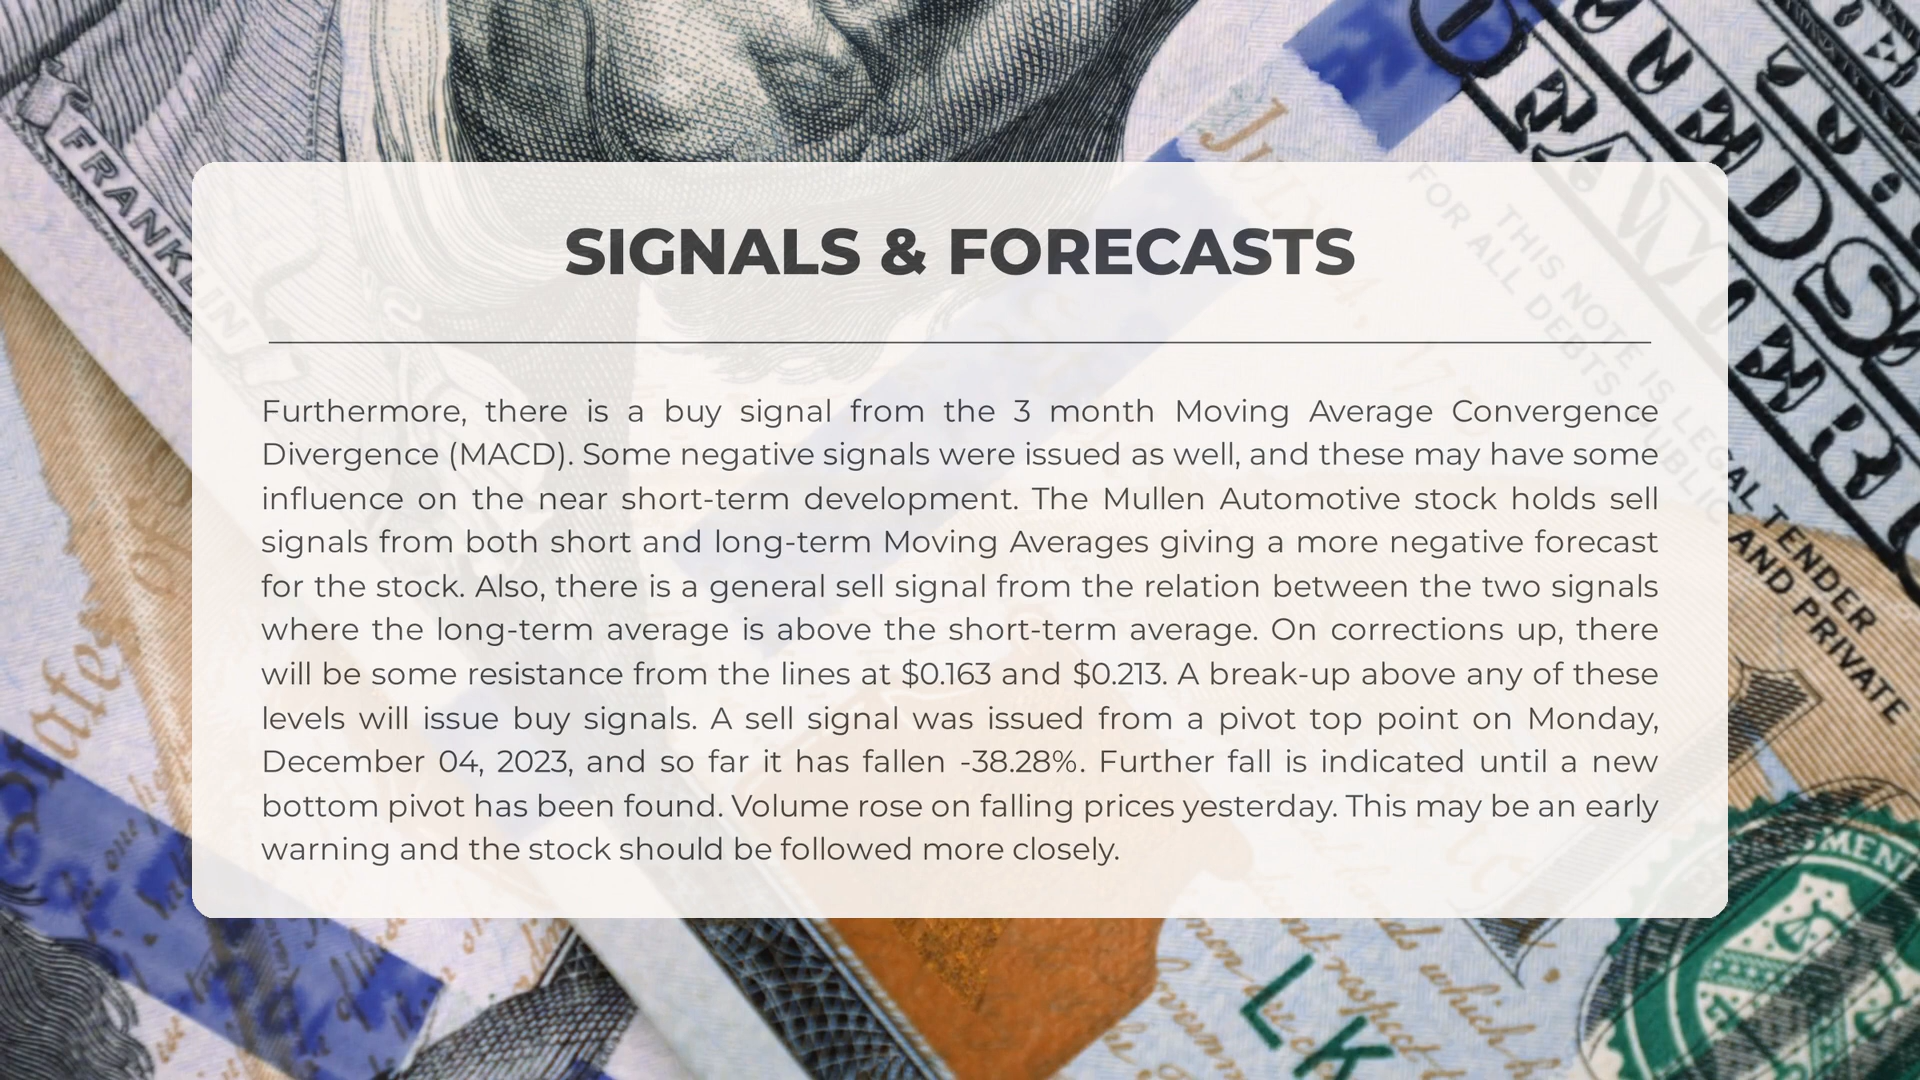 FRANKLIN
SIGNALS & FORECASTS
THIS NOTE IS LEGAL TENDER
FOR ALL DEBTS, PUBLIC AND PRIVATE
Furthermore, there is a buy signal from the 3 month Moving Average Convergence
Divergence (MACD). Some negative signals were issued as well, and these may have some
influence on the near short-term development. The Mullen Automotive stock holds sell
signals from both short and long-term Moving Averages giving a more negative forecast
for the stock. Also, there is a general sell signal from the relation between the two signals
where the long-term average is above the short-term average. On corrections up, there
will be some resistance from the lines at $0.163 and $0.213. A break-up above any of these
levels will issue buy signals. A sell signal was issued from a pivot top point on Monday,
December 04, 2023, and so far it has fallen -38.28%. Further fall is indicated until a new
bottom pivot has been found. Volume rose on falling prices yesterday. This may be an early
warning and the stock should be followed more closely.
L K